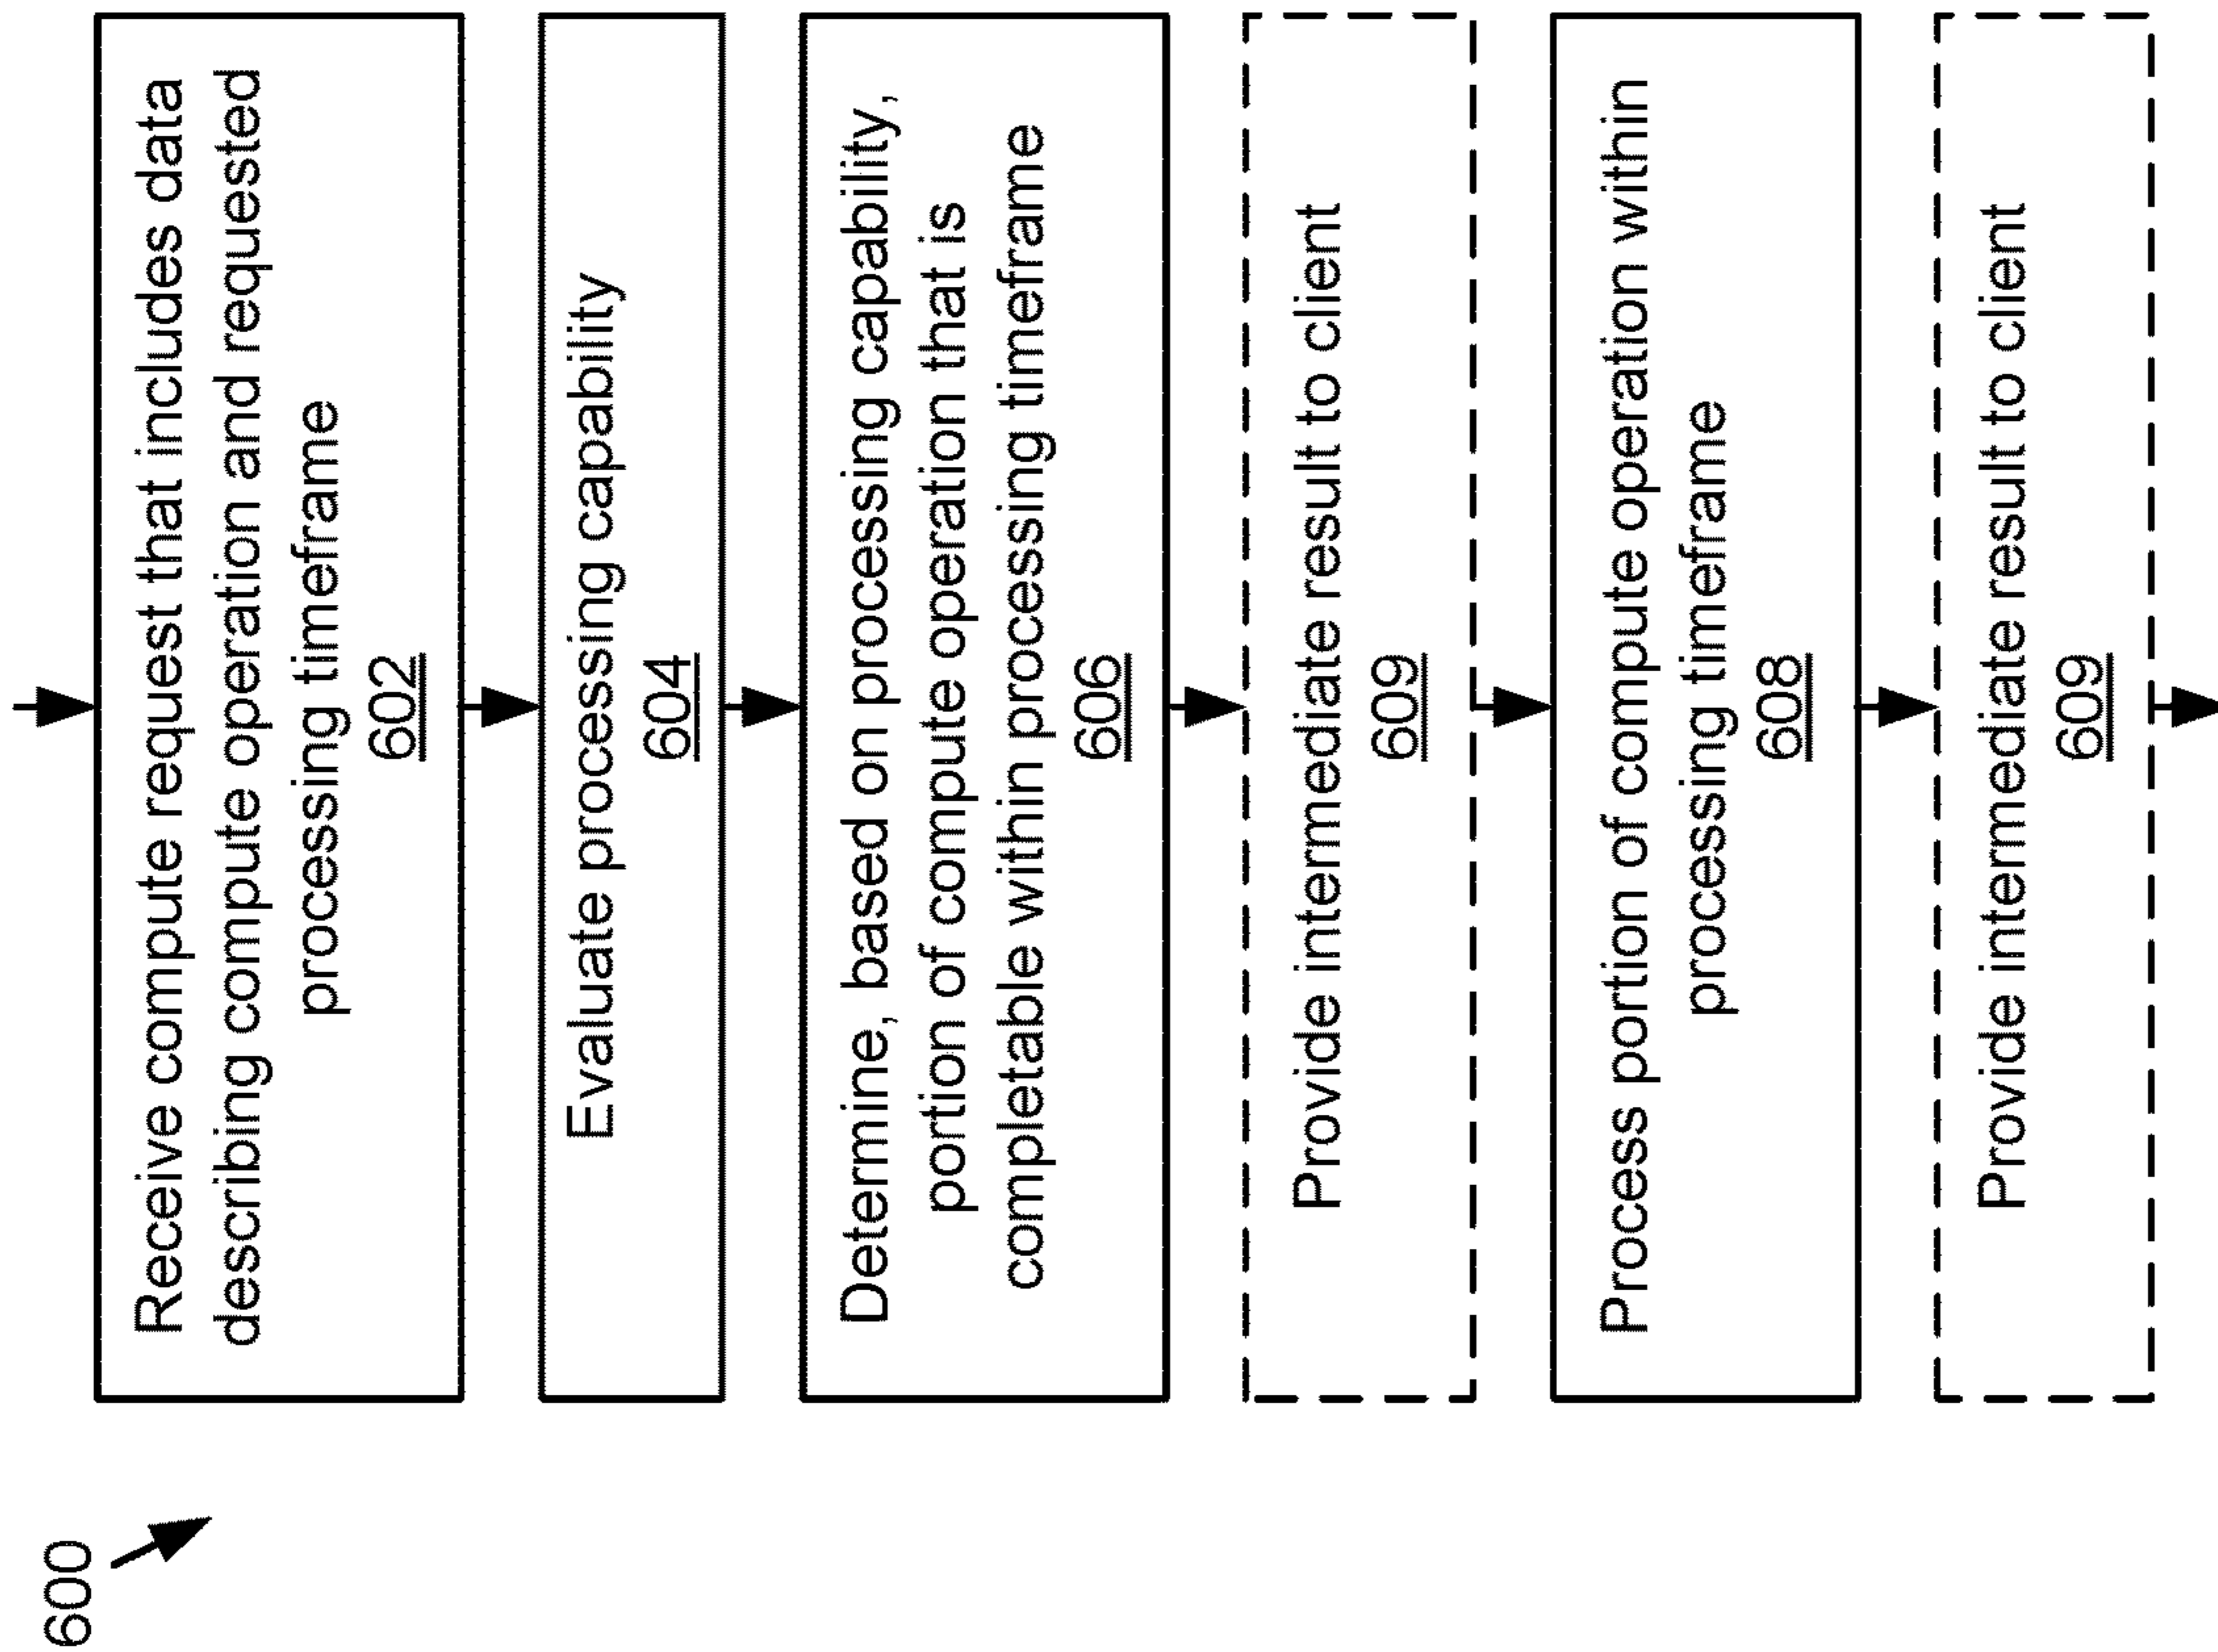 600
Receive compute request that includes data
describing compute operation and requested
processing timeframe
602
Evaluate processing capability
604
Determine, based on processing capability,
portion of compute operation that is
completable within processing timeframe
606
Provide intermediate result to client
609
Process portion of compute operation within
processing timeframe
608
Provide intermediate result to client
609